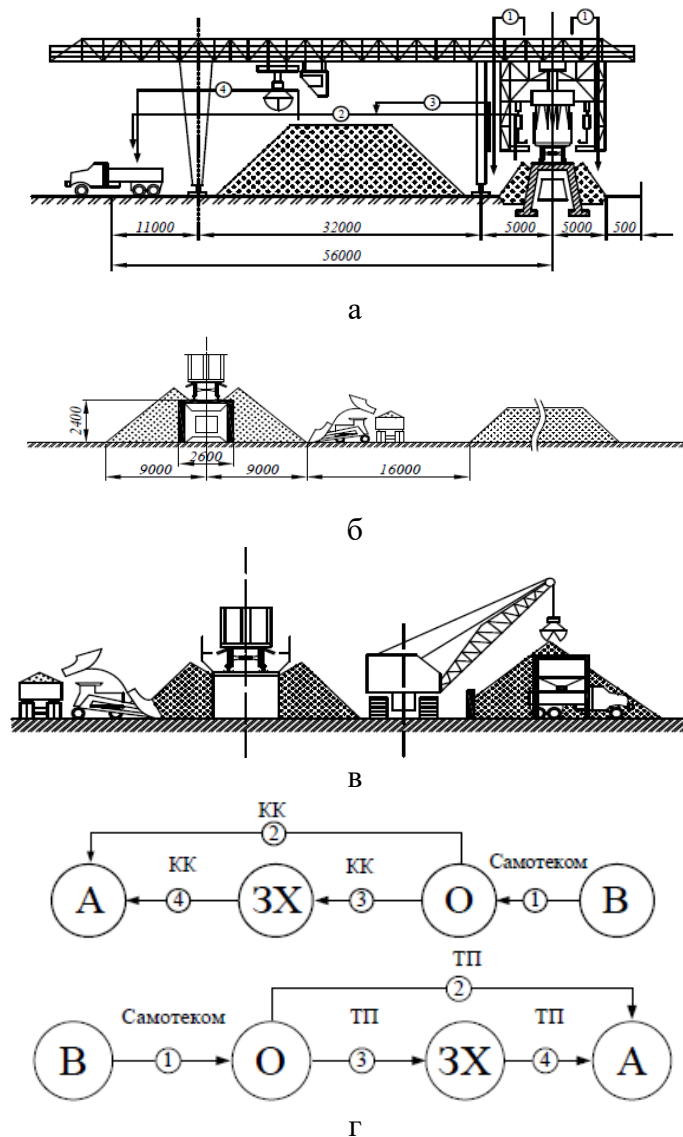 1 1
4
3
2
11000 32000 5000 5000 500
56000
а
2400
2600
9000 9000 16000
б
в
КК
2
КК КК Самотеком
А 4 ЗХ 3 О 1 В
ТП
2
Самотеком ТП ТП
В 1 О 3 ЗХ 4 А
г